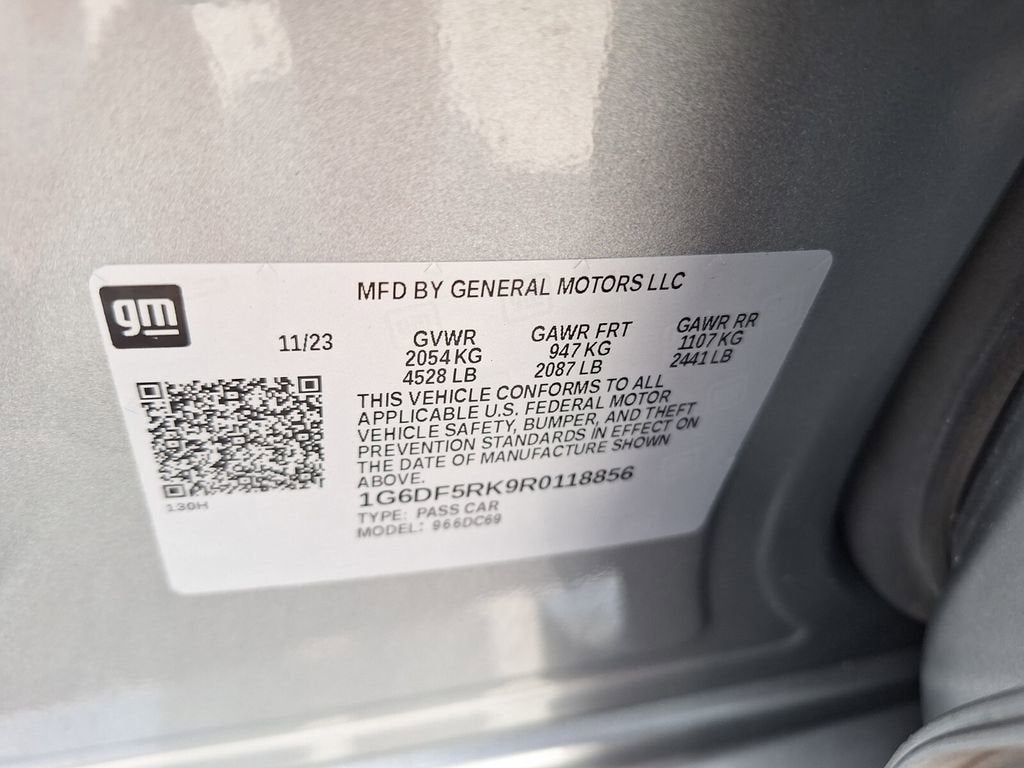 gm
MFD BY GENERAL MOTORS LLC
11/23
GVWR
2054 KG
4528 LB
GAWR FRT
947 KG
2087 LB
GAWR RR
1107 KG
2441 LB
THIS VEHICLE CONFORMS TO ALL
APPLICABLE U.S. FEDERAL MOTOR
VEHICLE SAFETY, BUMPER, AND THEFT
PREVENTION STANDARDS IN EFFECT ON
THE DATE OF MANUFACTURE SHOWN
ABOVE.
1G6DF5RK9R0118856
TYPE: PASS CAR
MODEL: 966DC69
130H